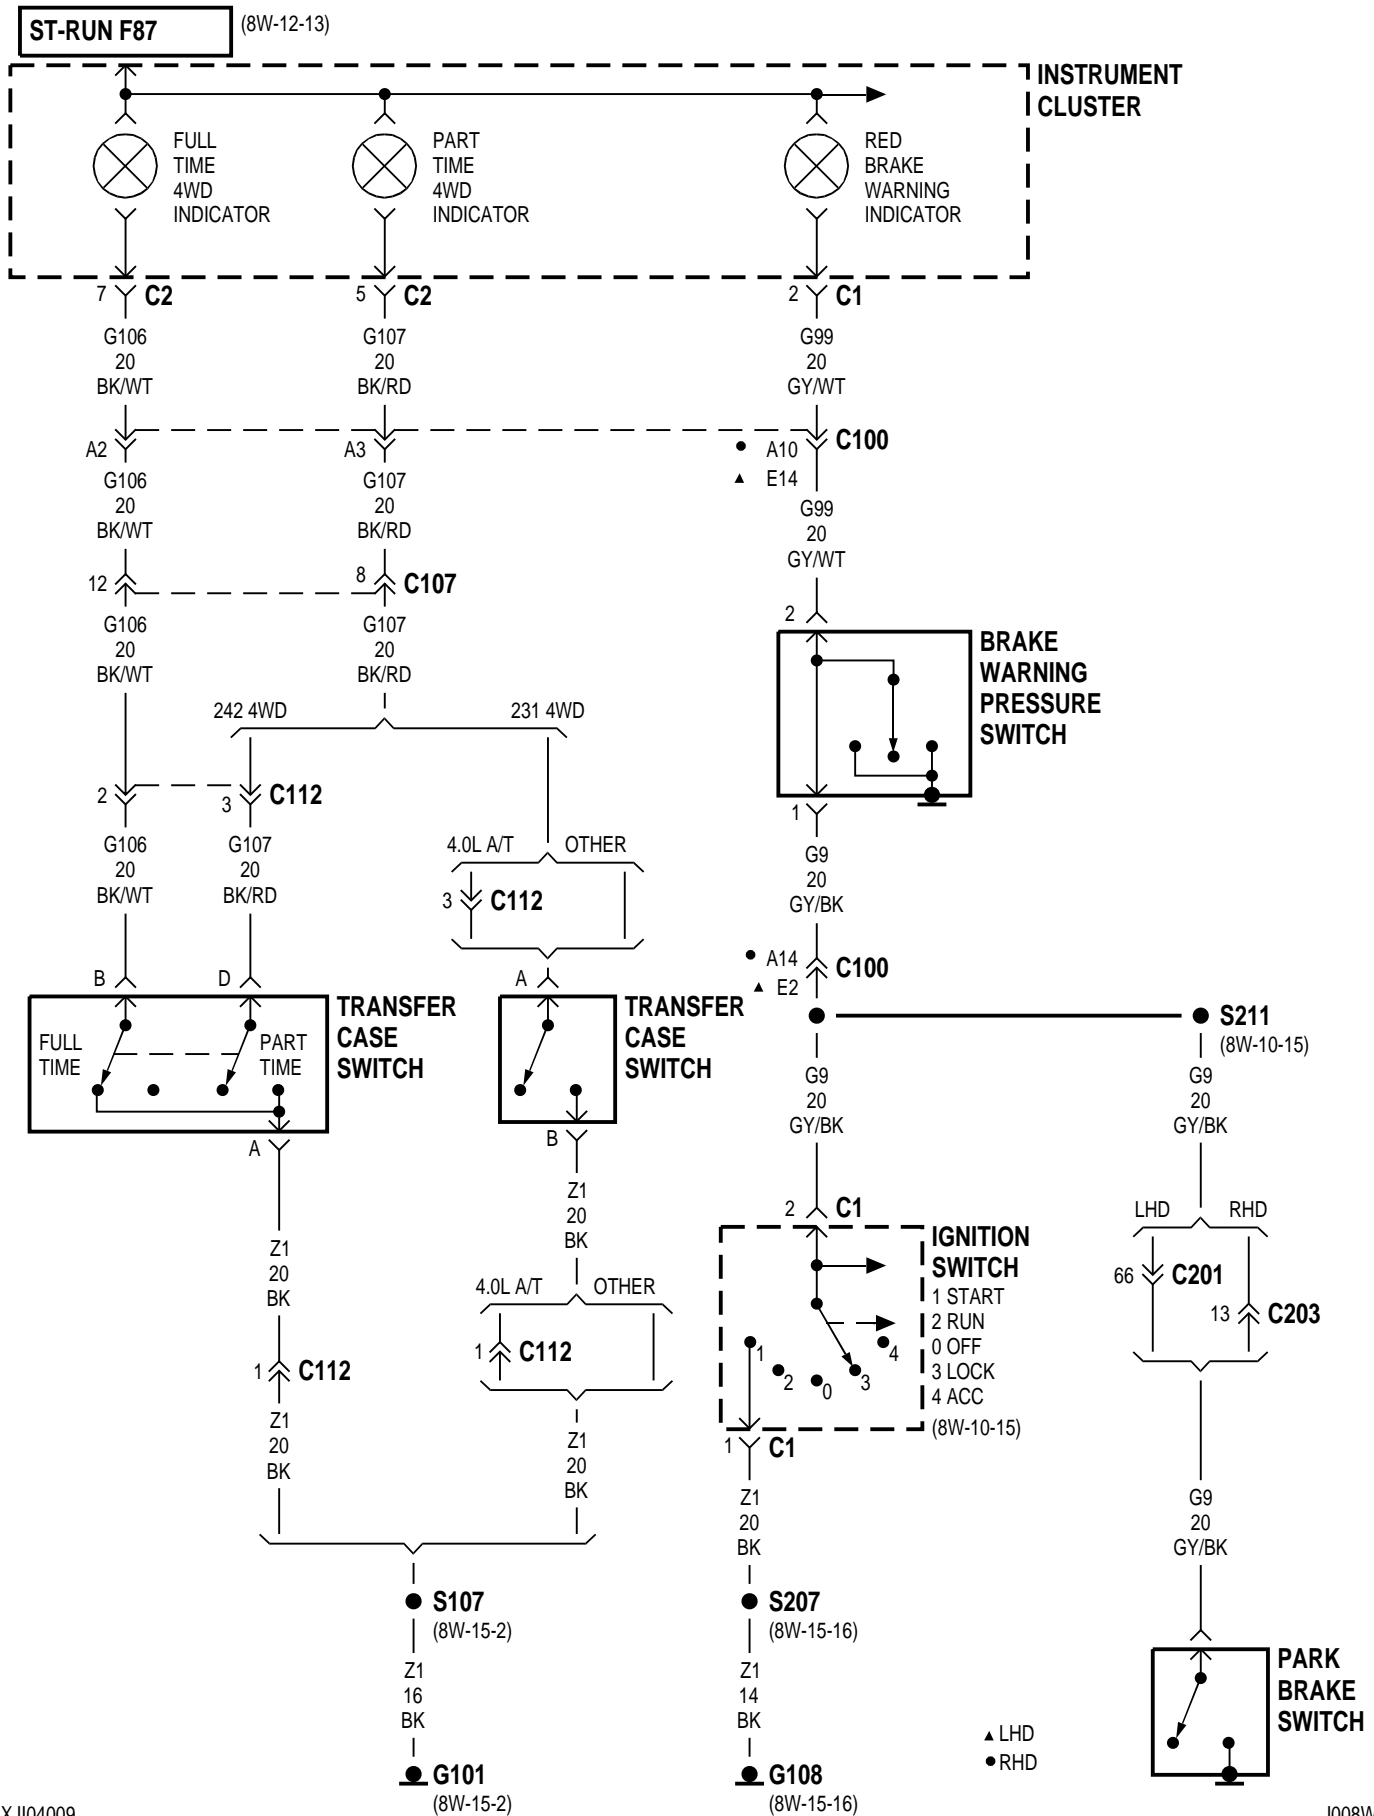 ST-RUN F87
(8W-12-13)
INSTRUMENT
CLUSTER
FULL
TIME
4WD
INDICATOR
PART
TIME
4WD
INDICATOR
RED
BRAKE
WARNING
INDICATOR
7 C2
5 C2
2 C1
G106
20
BK/WT
G107
20
BK/RD
G99
20
GY/WT
A2
A3
A10 C100
E14
G106
20
BK/WT
G107
20
BK/RD
G99
20
GY/WT
12
8 C107
G106
20
BK/WT
G107
20
BK/RD
2
BRAKE
WARNING
PRESSURE
SWITCH
242 4WD
231 4WD
2
3 C112
1
G106
20
BK/WT
G107
20
BK/RD
4.0L A/T
OTHER
3 C112
G9
20
GY/BK
A14 C100
E2
B
D
A
TRANSFER
CASE
SWITCH
FULL
TIME
PART
TIME
TRANSFER
CASE
SWITCH
S211
(8W-10-15)
G9
20
GY/BK
G9
20
GY/BK
A
B
Z1
20
BK
Z1
20
BK
2 C1
LHD
RHD
66 C201
13 C203
IGNITION
SWITCH
1 START
2 RUN
0 OFF
3 LOCK
4 ACC
(8W-10-15)
1
2
0
3
4
4.0L A/T
OTHER
1 C112
1 C112
1 C1
Z1
20
BK
Z1
20
BK
Z1
20
BK
G9
20
GY/BK
S107
(8W-15-2)
S207
(8W-15-16)
Z1
16
BK
Z1
14
BK
PARK
BRAKE
SWITCH
LHD
RHD
G101
(8W-15-2)
G108
(8W-15-16)
XJI04009
J008W